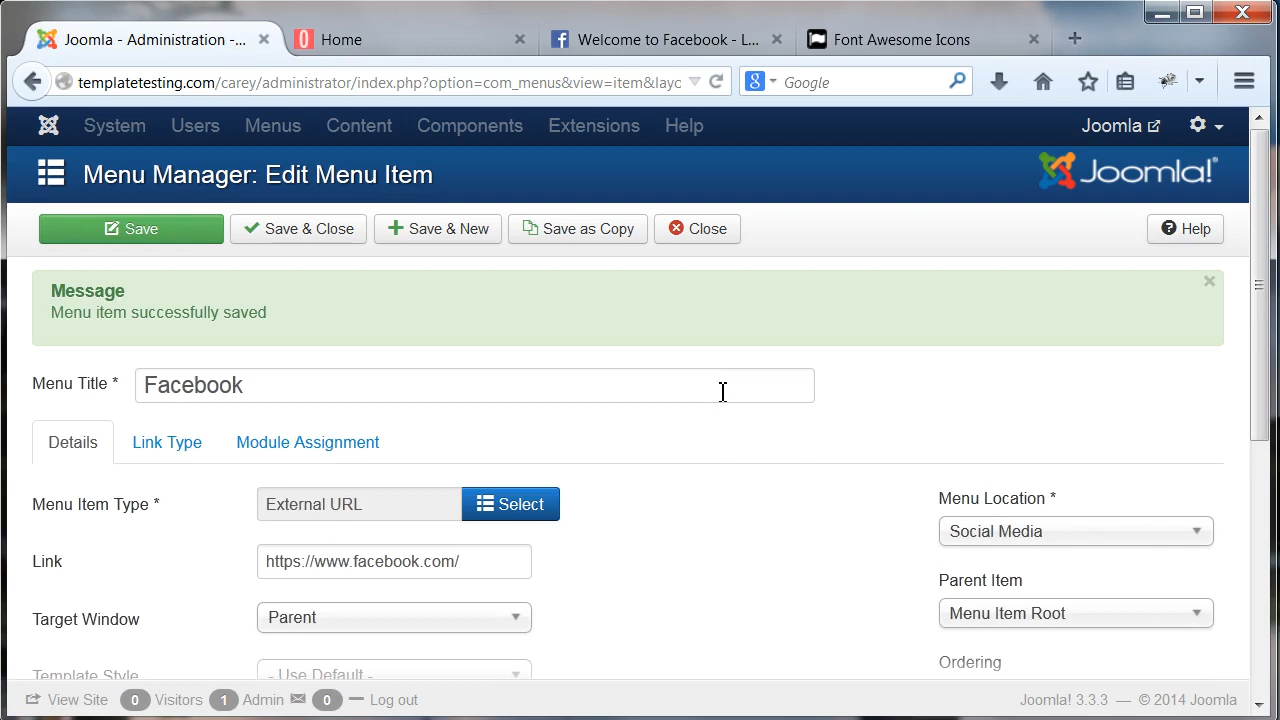 Joomla - Administration -...
Home
Welcome to Facebook - L...
Font Awesome Icons
templatetesting.com/carey/administrator/index.php?option=com_menus&view=item&layc
Google
System Users Menus Content Components Extensions Help
Joomla
Menu Manager: Edit Menu Item
Joomla!
Save
Save & Close
Save & New
Save as Copy
Close
Help
Message
Menu item successfully saved
Menu Title * Facebook
Details Link Type Module Assignment
Menu Item Type * External URL Select
Menu Location *
Social Media
Link https://www.facebook.com/
Parent Item
Menu Item Root
Target Window Parent
Ordering
Template Style - Use Default -
View Site 0 Visitors 1 Admin 0 Log out
Joomla! 3.3.3 — © 2014 Joomla